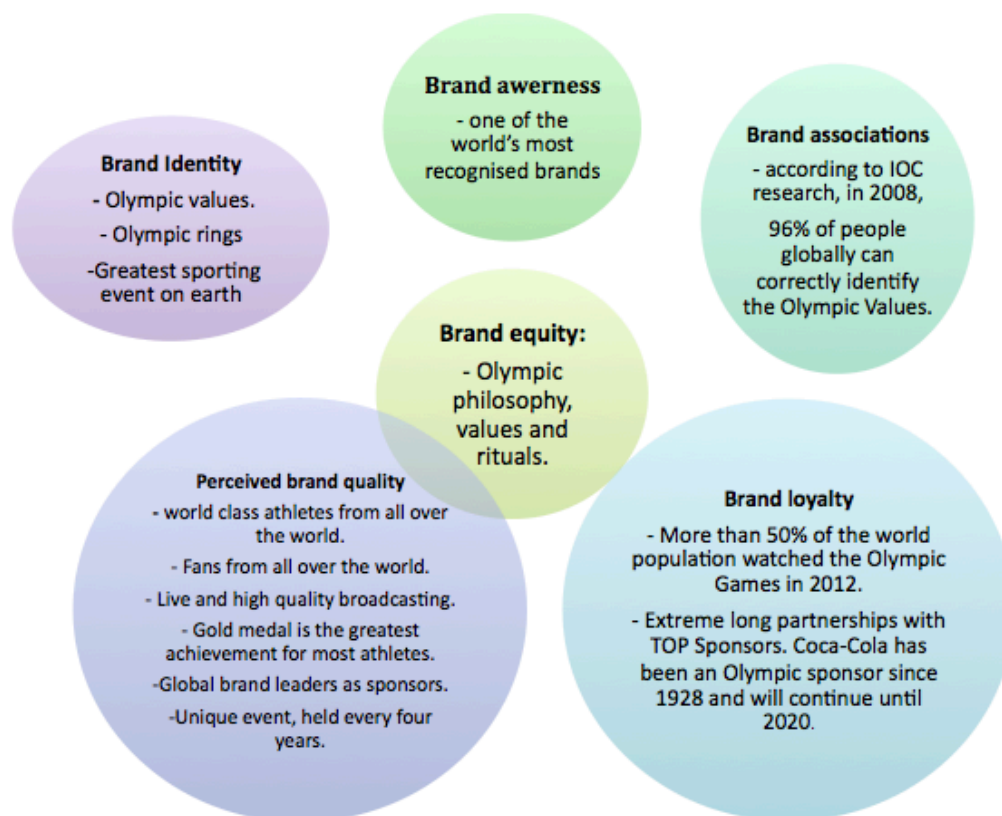 Brand awerness
- one of the
world's most
recognised brands
Brand Identity
- Olympic values.
- Olympic rings
-Greatest sporting
event on earth
Brand associations
- according to IOC
research, in 2008,
96% of people
globally can
correctly identify
the Olympic Values.
Brand equity:
- Olympic
philosophy,
values and
rituals.
Perceived brand quality
- world class athletes from all over
the world.
- Fans from all over the world.
- Live and high quality broadcasting.
- Gold medal is the greatest
achievement for most athletes.
-Global brand leaders as sponsors.
-Unique event, held every four
years.
Brand loyalty
- More than 50% of the world
population watched the Olympic
Games in 2012.
- Extreme long partnerships with
TOP Sponsors. Coca-Cola has
been an Olympic sponsor since
1928 and will continue until
2020.